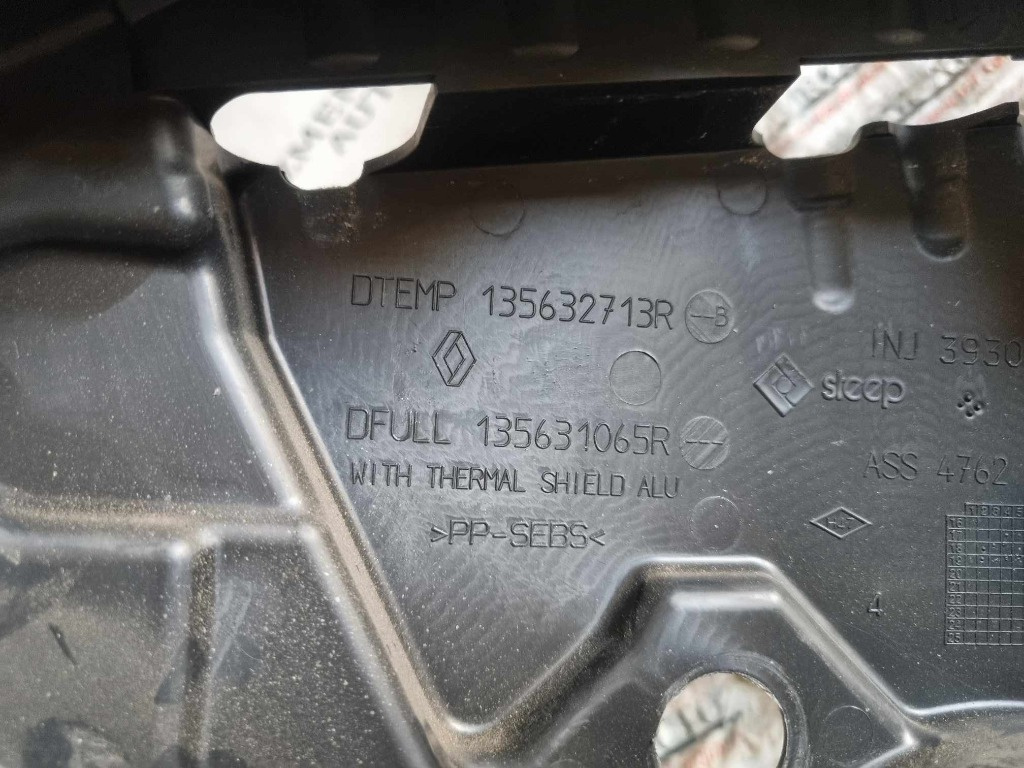 DTEMP 135632713R B
INJ 3930
steep
DFULL 135631065R
WITH THERMAL SHIELD ALU
ASS 4762
>PP-SEBS<
4